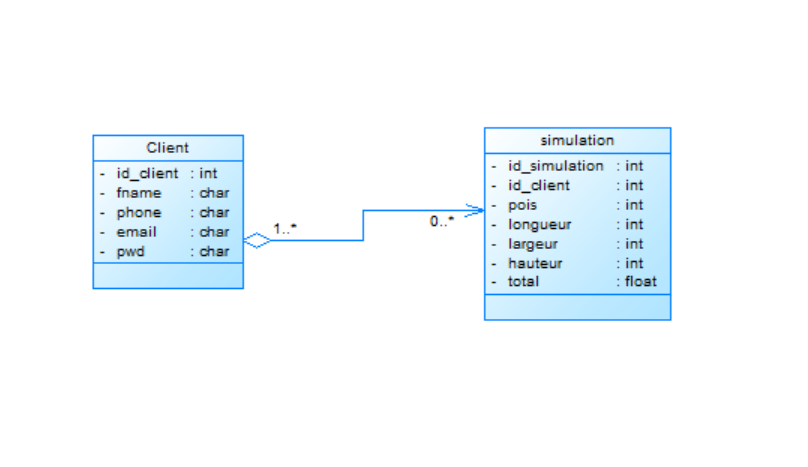 Client
- id_client : int
- fname : char
- phone : char
- email : char
- pwd : char
1..*
0..*
simulation
- id_simulation : int
- id_client : int
- pois : int
- longueur : int
- largeur : int
- hauteur : int
- total : float